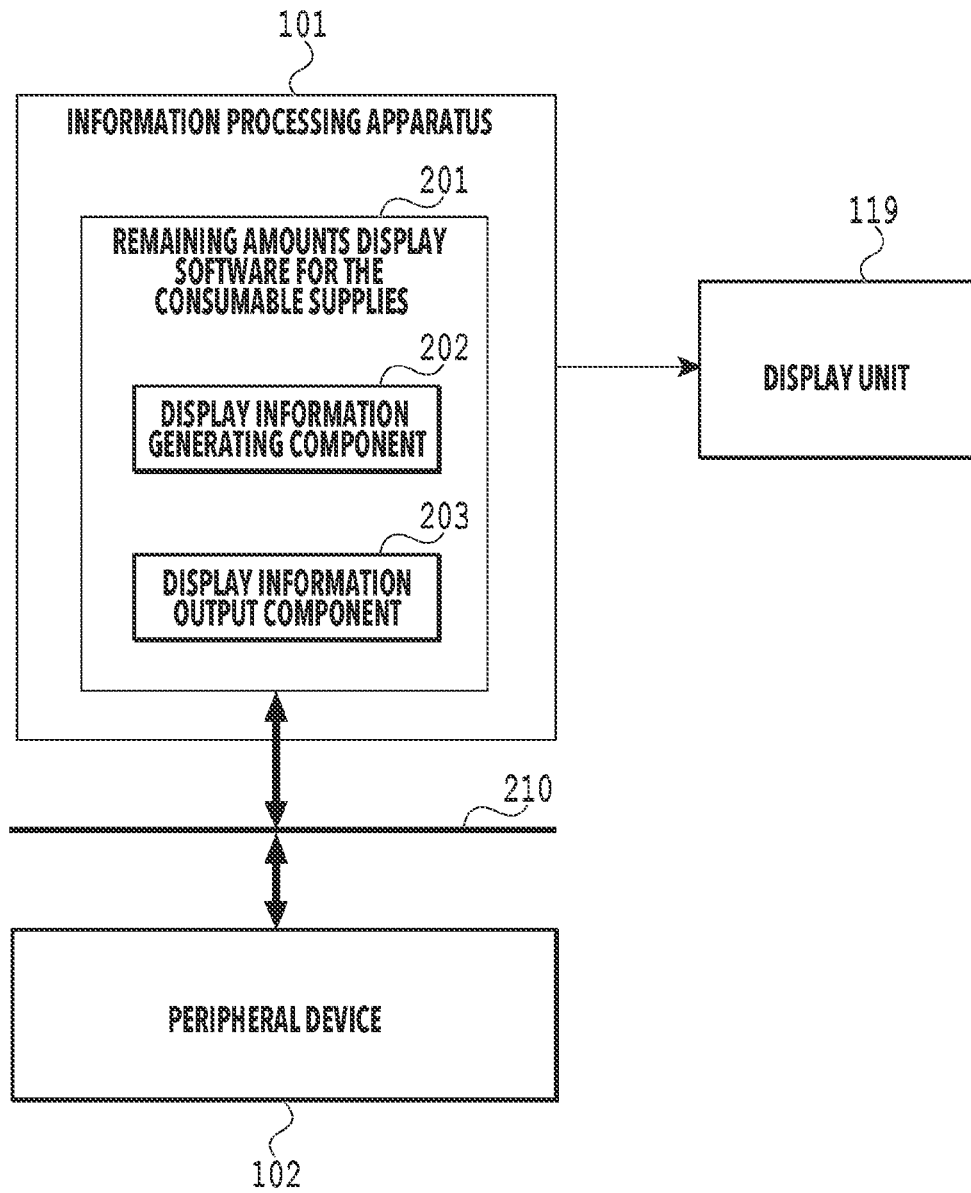 101
INFORMATION PROCESSING APPARATUS
201
REMAINING AMOUNTS DISPLAY
SOFTWARE FOR THE
CONSUMABLE SUPPLIES
202
DISPLAY INFORMATION
GENERATING COMPONENT
203
DISPLAY INFORMATION
OUTPUT COMPONENT
119
DISPLAY UNIT
210
PERIPHERAL DEVICE
102